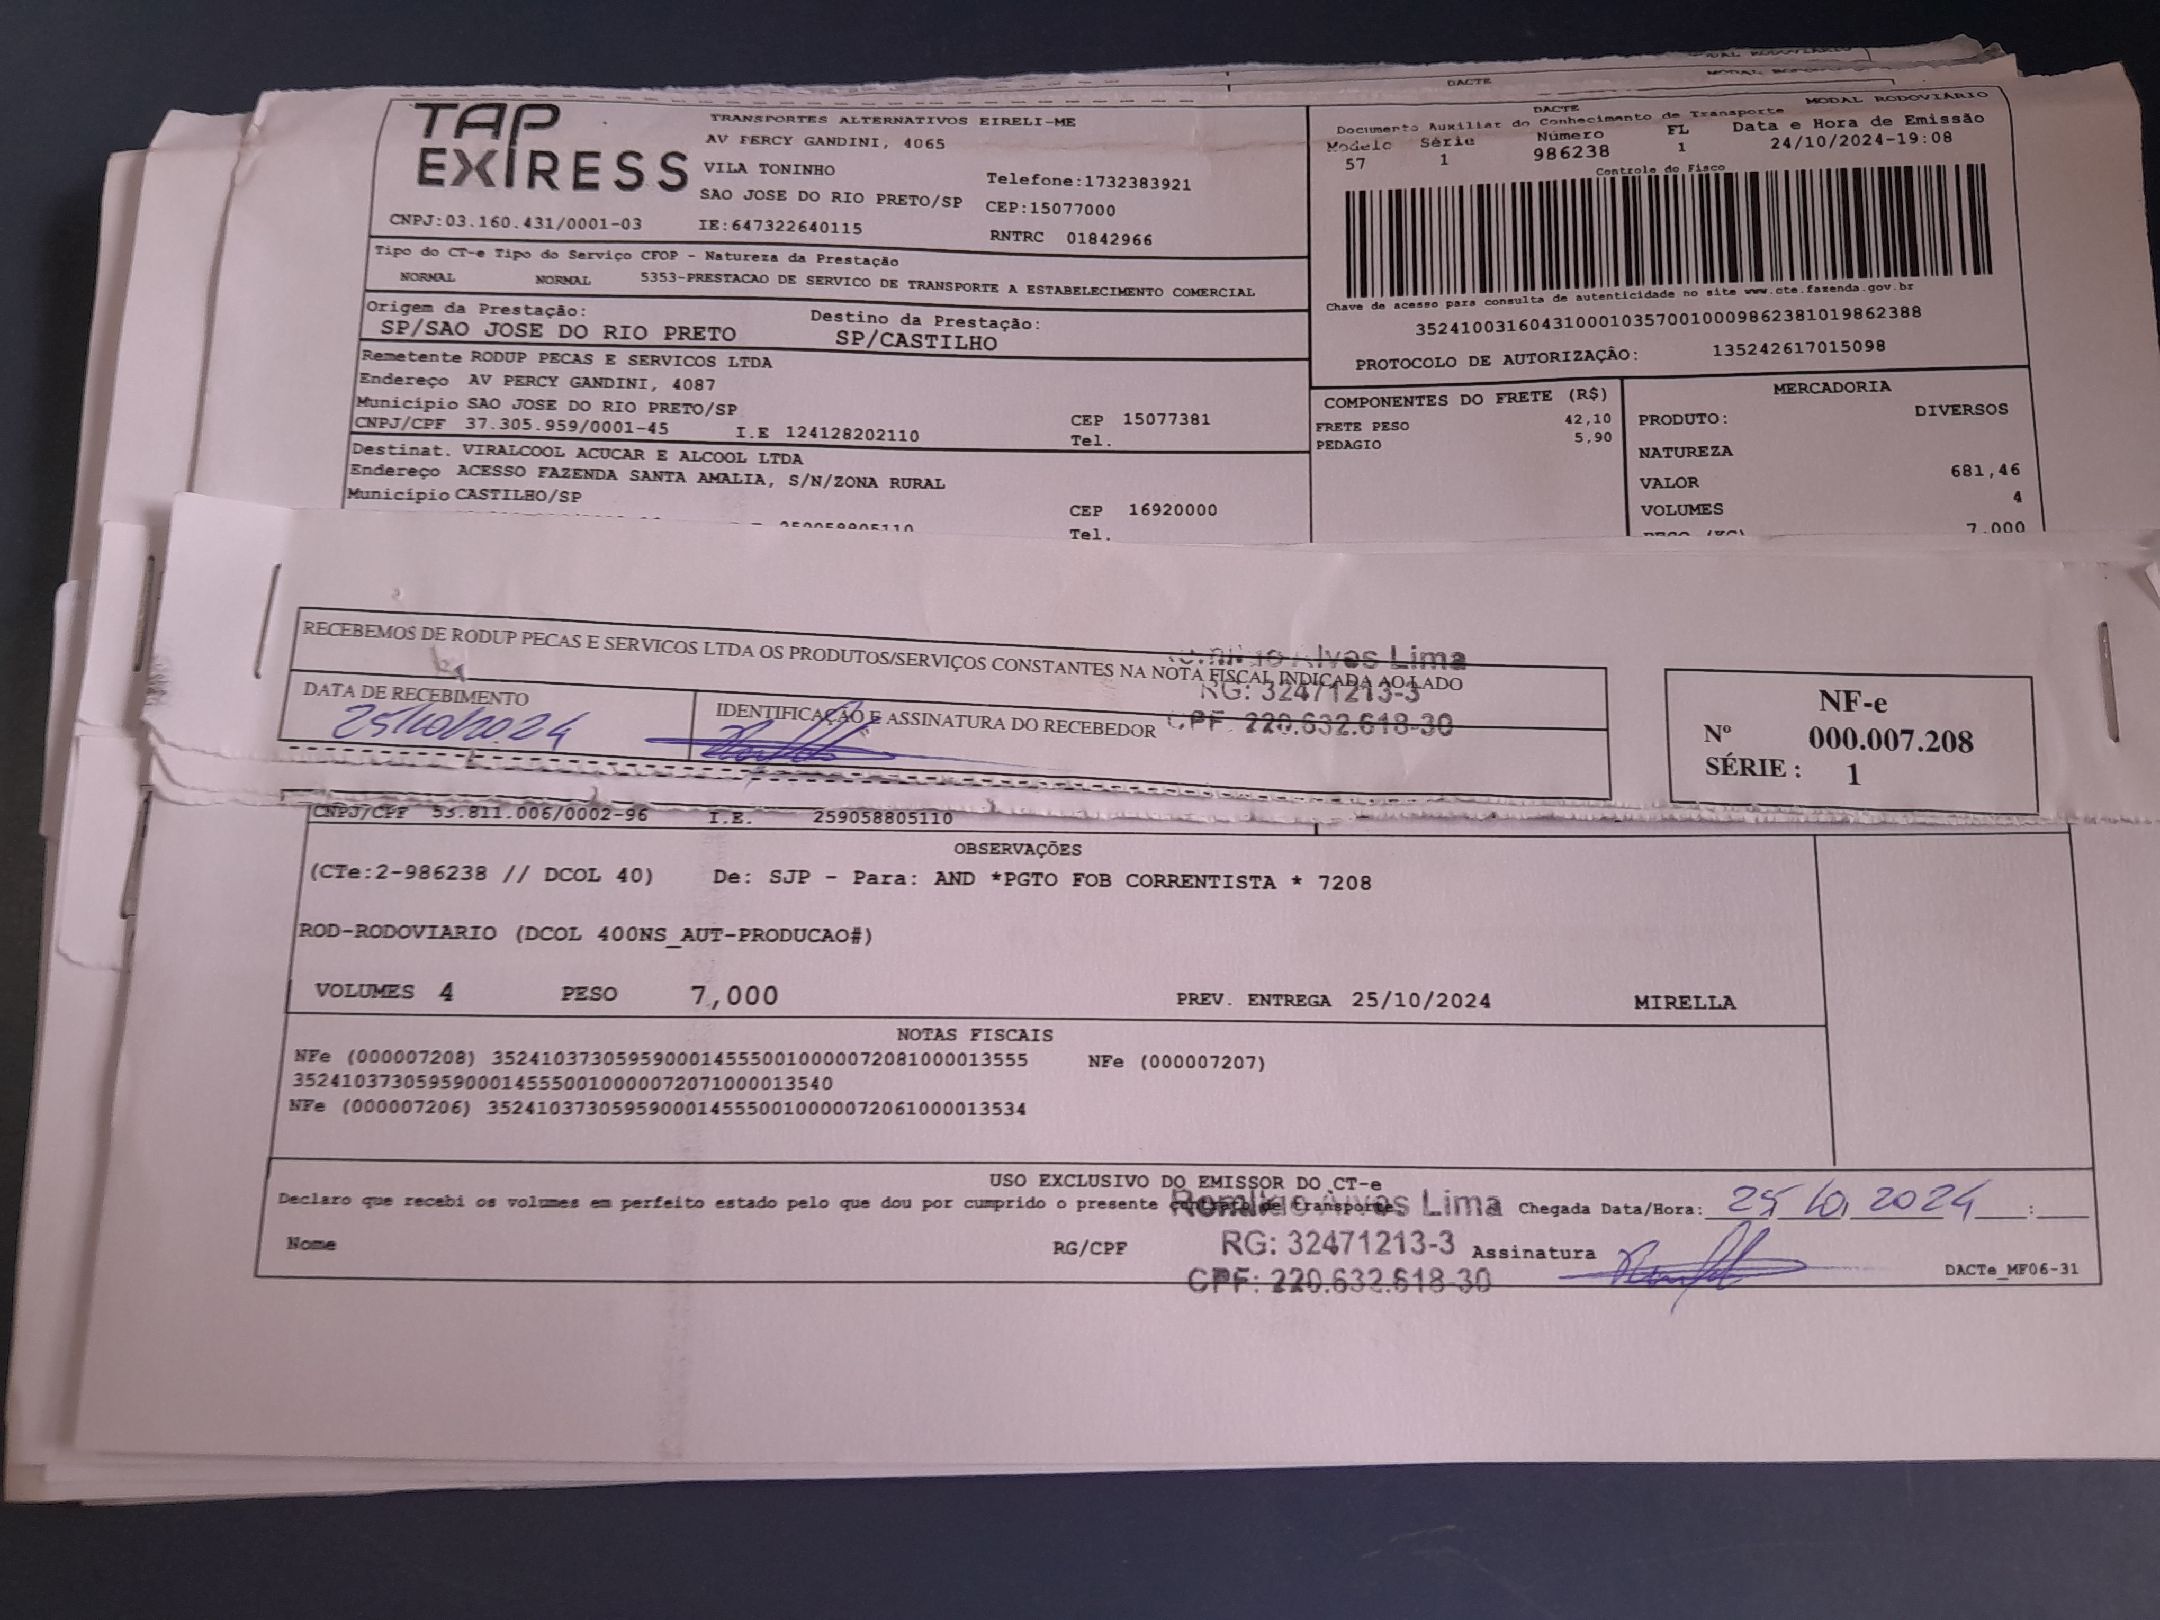 DACTE
MODAL RODOVIÁRIO
TAP
EXIRESS
TRANSPORTES ALTERNATIVOS EIRELI-ME
AV PERCY GANDINI, 4065
VILA TONINHO
Telefone:1732383921
SAO JOSE DO RIO PRETO/SP CEP:15077000
CNPJ:03.160.431/0001-03 IE:647322640115 RNTRC 01842966
DACTE MODAL RODOVIÁRIO
Documento Auxiliar do Conhecimento de Transporte
Modelo Série Número FL Data e Hora de Emissão
57 1 986238 1 24/10/2024-19:08
Controle do Fisco
Chave de acesso para consulta de autenticidade no site www.cte.fazenda.gov.br
35241003160431000103570010009862381019862388
PROTOCOLO DE AUTORIZAÇÃO: 135242617015098
Tipo do CT-e Tipo do Serviço CFOP - Natureza da Prestação
NORMAL NORMAL 5353-PRESTACAO DE SERVICO DE TRANSPORTE A ESTABELECIMENTO COMERCIAL
Origem da Prestação: Destino da Prestação:
SP/SAO JOSE DO RIO PRETO SP/CASTILHO
Remetente RODUP PECAS E SERVICOS LTDA
Endereço AV PERCY GANDINI, 4087
Município SAO JOSE DO RIO PRETO/SP CEP 15077381
CNPJ/CPF 37.305.959/0001-45 I.E 124128202110 Tel.
Destinat. VIRALCOOL ACUCAR E ALCOOL LTDA
Endereço ACESSO FAZENDA SANTA AMALIA, S/N/ZONA RURAL
Município CASTILHO/SP CEP 16920000
Tel.
COMPONENTES DO FRETE (R$)
FRETE PESO 42,10
PEDAGIO 5,90
MERCADORIA
PRODUTO: DIVERSOS
NATUREZA
VALOR 681,46
VOLUMES 4
7,000
RECEBEMOS DE RODUP PECAS E SERVICOS LTDA OS PRODUTOS/SERVIÇOS CONSTANTES NA NOTA FISCAL INDICADA AO LADO
Alves Lima
RG: 32471213-3
CPF: 220.632.618-30
DATA DE RECEBIMENTO
25/10/2024
IDENTIFICAÇÃO E ASSINATURA DO RECEBEDOR
NF-e
Nº 000.007.208
SÉRIE : 1
CNPJ/CPF 53.811.006/0002-96 I.E. 259058805110
OBSERVAÇÕES
(CTe:2-986238 // DCOL 40) De: SJP - Para: AND *PGTO FOB CORRENTISTA * 7208
ROD-RODOVIARIO (DCOL 400NS_AUT-PRODUCAO#)
VOLUMES 4 PESO 7,000 PREV. ENTREGA 25/10/2024 MIRELLA
NOTAS FISCAIS
NFe (000007208) 35241037305959000145550010000072081000013555 NFe (000007207)
35241037305959000145550010000072071000013540
NFe (000007206) 35241037305959000145550010000072061000013534
USO EXCLUSIVO DO EMISSOR DO CT-e
Declaro que recebi os volumes em perfeito estado pelo que dou por cumprido o presente contrato de transporte
Alves Lima
Chegada Data/Hora: 25/10/2024 :
Nome RG/CPF
RG: 32471213-3
Assinatura
CPF: 220.632.618-30
DACTe_MF06-31